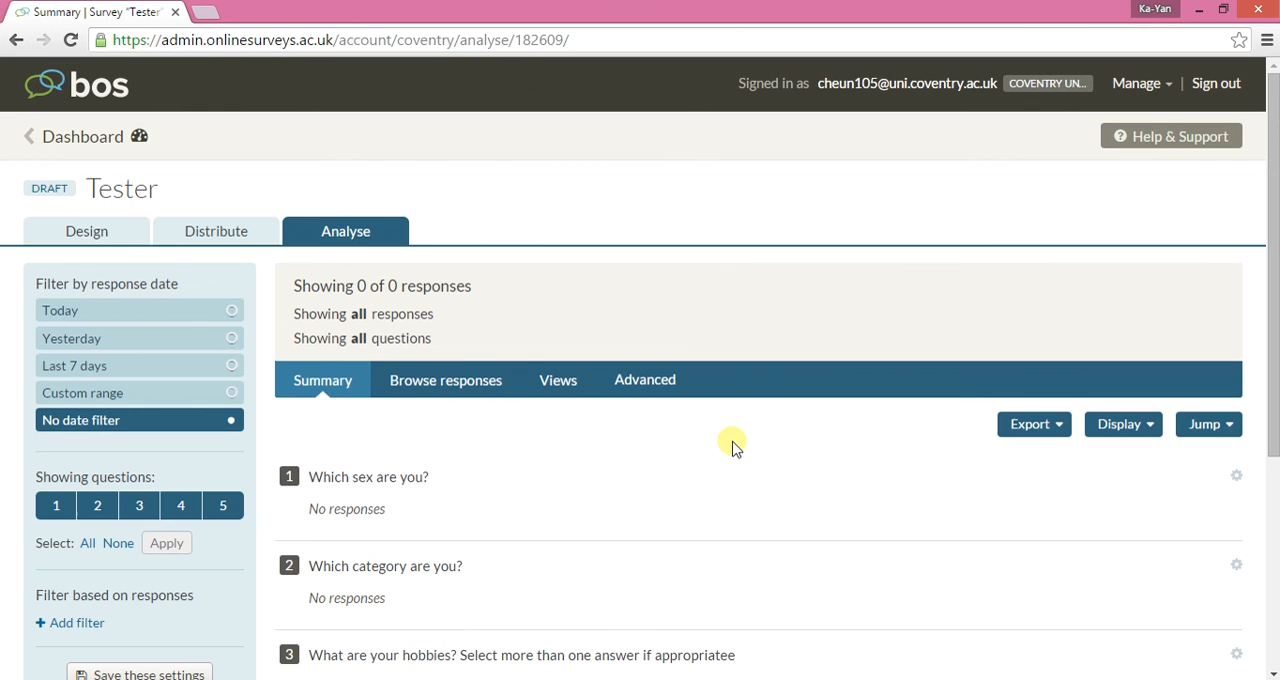 Summary | Survey "Tester"
Ka-Yan
https://admin.onlinesurveys.ac.uk/account/coventry/analyse/182609/
bos
Signed in as cheun105@uni.coventry.ac.uk COVENTRY UN... Manage | Sign out
Dashboard
Help & Support
DRAFT Tester
Design Distribute Analyse
Filter by response date
Today
Yesterday
Last 7 days
Custom range
No date filter
Showing questions:
1 2 3 4 5
Select: All None Apply
Filter based on responses
+ Add filter
Save these settings
Showing 0 of 0 responses
Showing all responses
Showing all questions
Summary Browse responses Views Advanced
Export Display Jump
1 Which sex are you?
No responses
2 Which category are you?
No responses
3 What are your hobbies? Select more than one answer if appropriatee